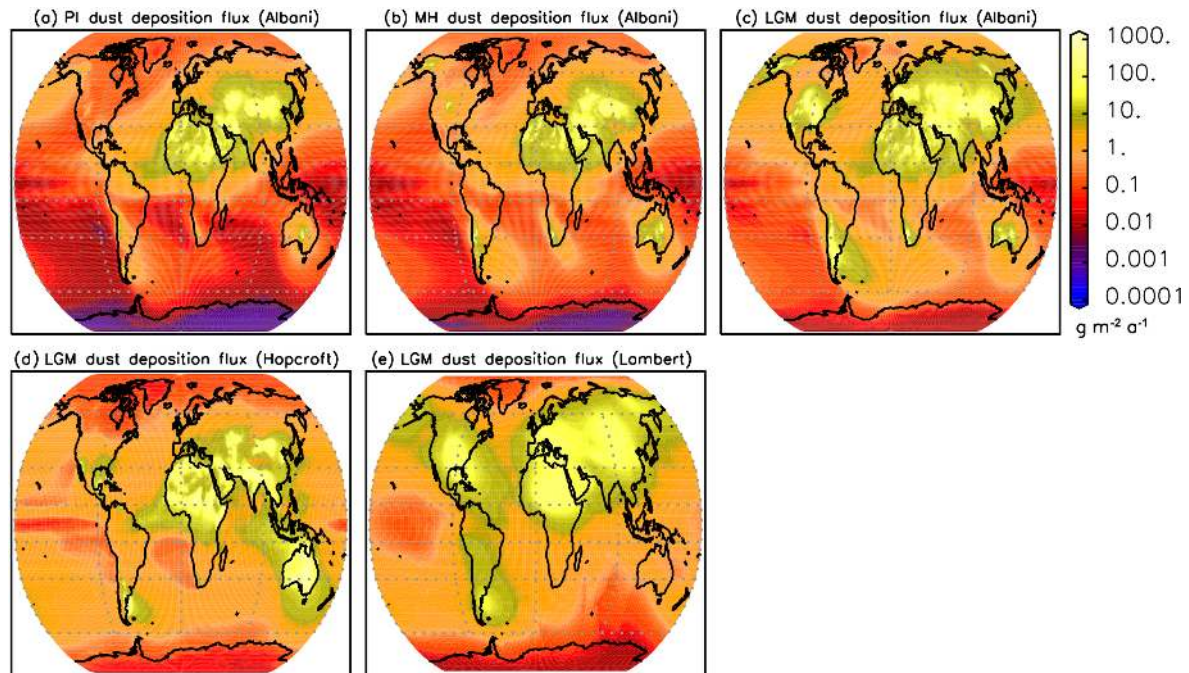 (a) PI dust deposition flux (Albani)
(b) MH dust deposition flux (Albani)
(c) LGM dust deposition flux (Albani)
1000.
100.
10.
1.
0.1
0.01
0.001
0.0001
g m⁻² a⁻¹
(d) LGM dust deposition flux (Hopcroft)
(e) LGM dust deposition flux (Lambert)